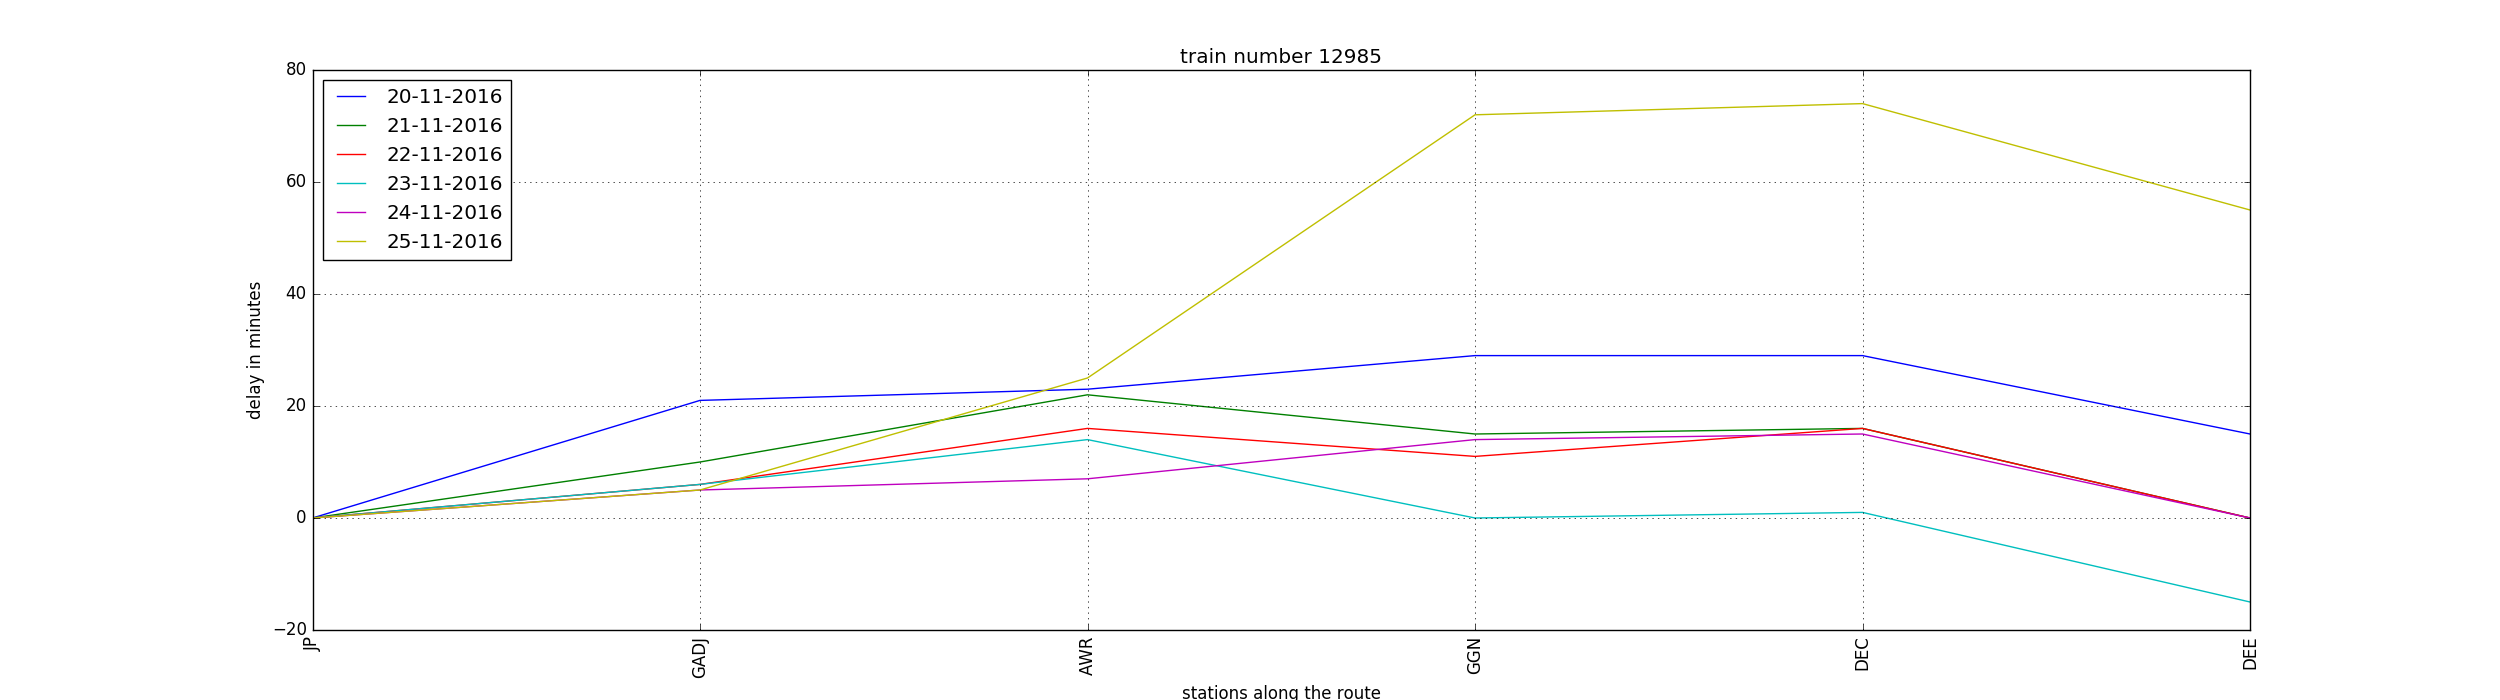 train number 12985
80
60
40
20
0
−20
delay in minutes
20-11-2016
21-11-2016
22-11-2016
23-11-2016
24-11-2016
25-11-2016
JP
GADJ
AWR
GGN
DEC
DEE
stations along the route